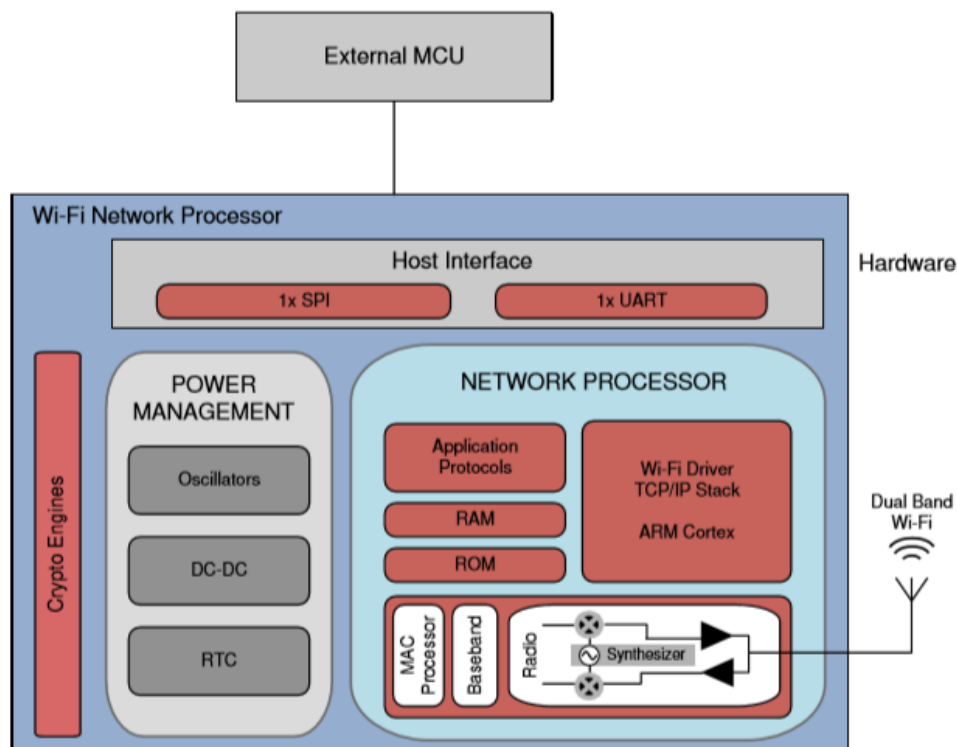 External MCU
Wi-Fi Network Processor
Host Interface
Hardware
1x SPI
1x UART
Crypto Engines
POWER
MANAGEMENT
Oscillators
DC-DC
RTC
NETWORK PROCESSOR
Application
Protocols
RAM
ROM
Wi-Fi Driver
TCP/IP Stack
ARM Cortex
MAC
Processor
Baseband
Radio
Synthesizer
Dual Band
Wi-Fi